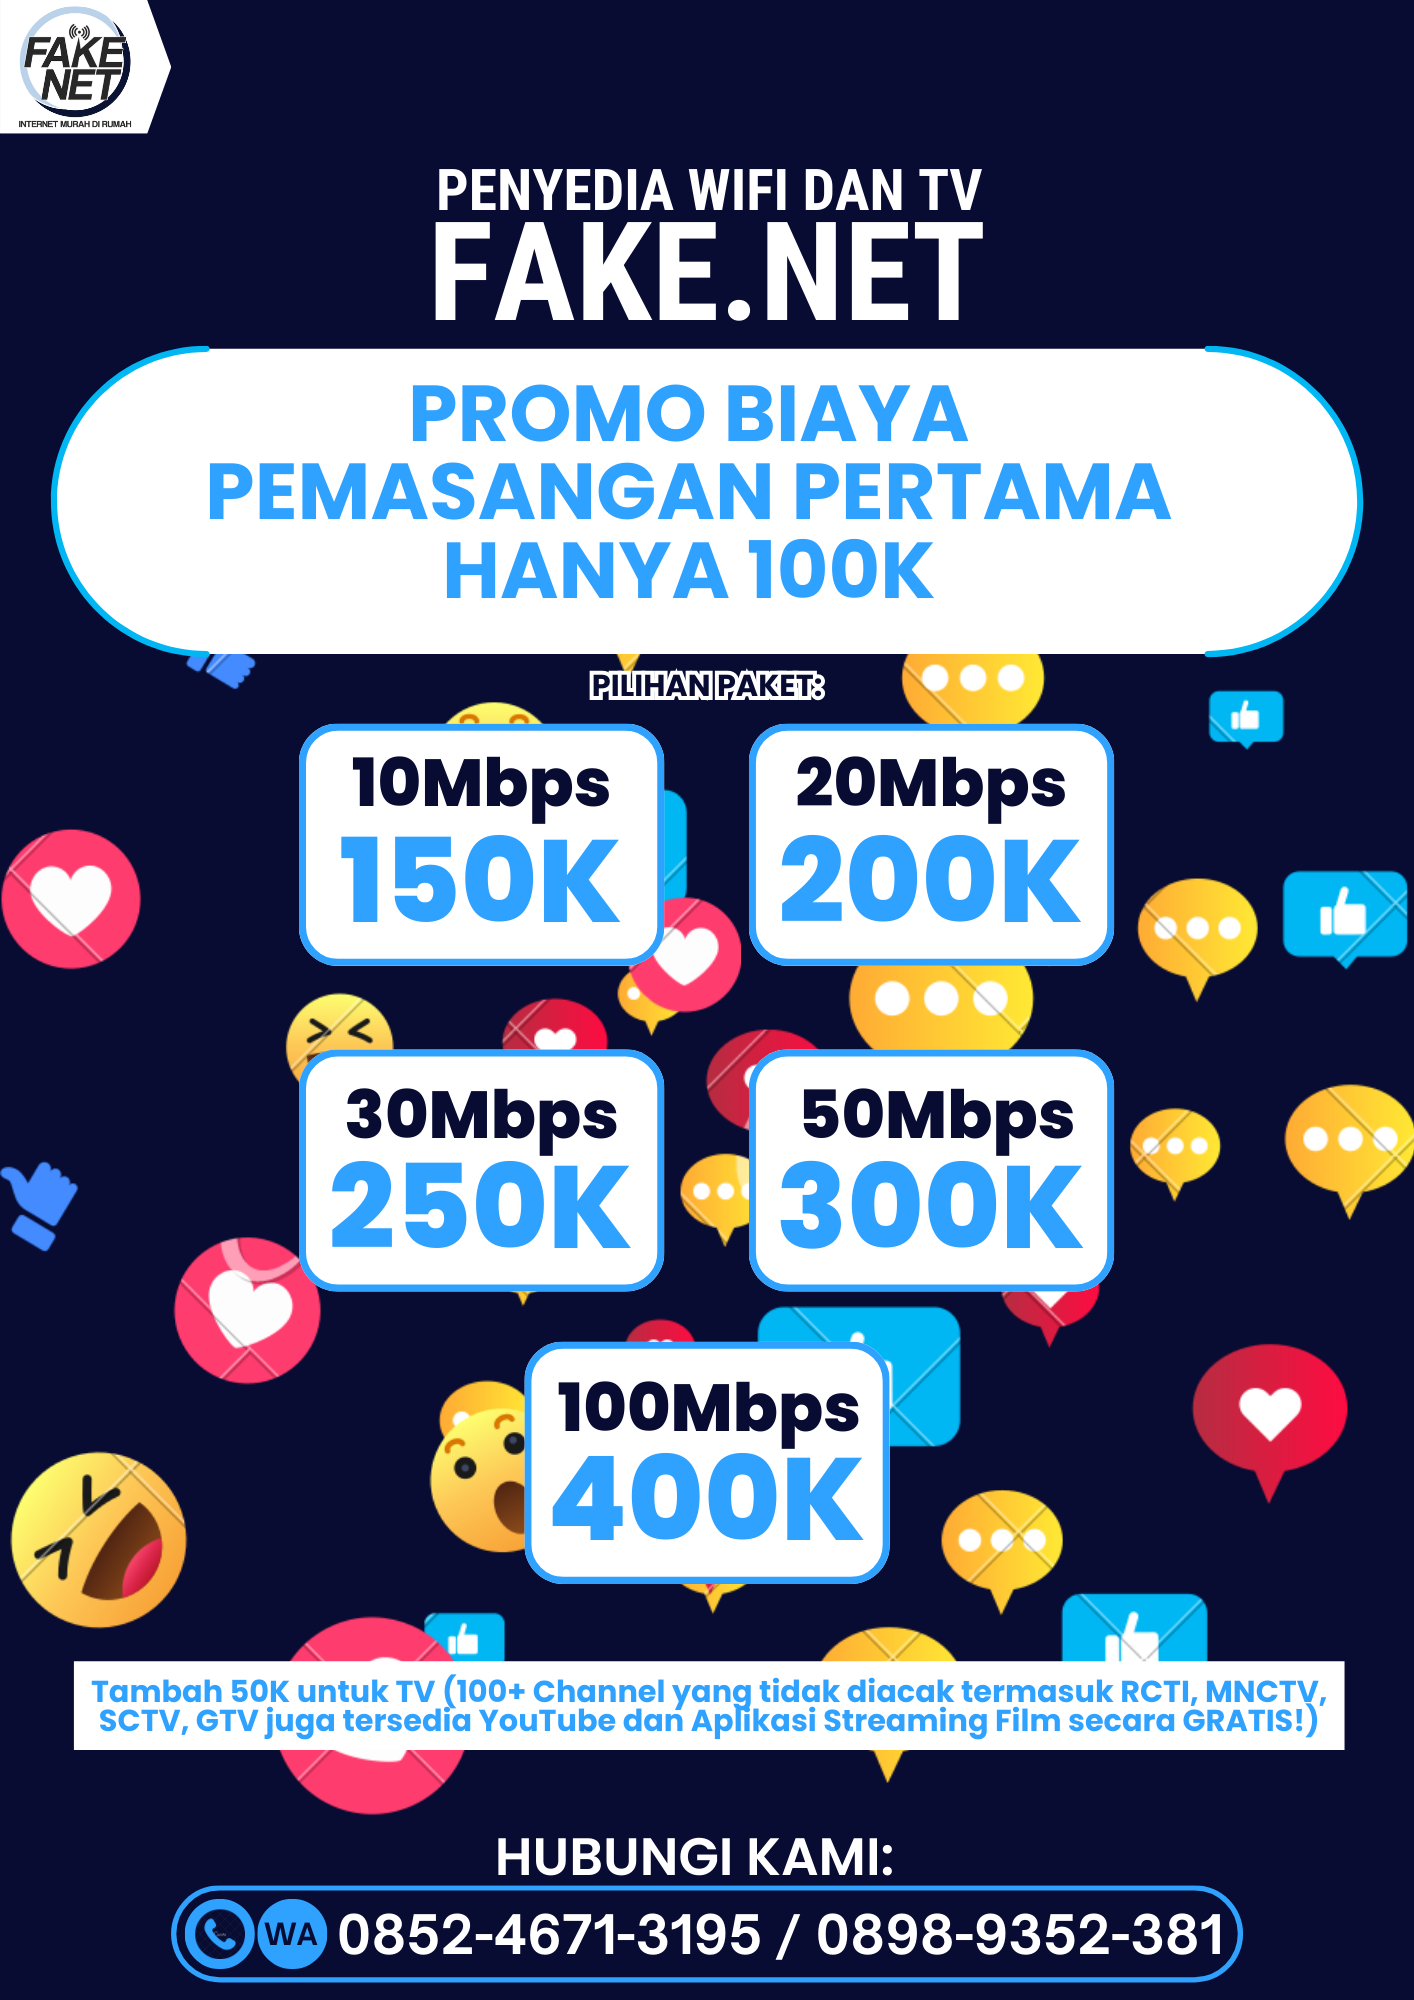 FAKE
NET
INTERNET MURAH DI RUMAH
PENYEDIA WIFI DAN TV
FAKE.NET
PROMO BIAYA
PEMASANGAN PERTAMA
HANYA 100K
PILIHAN PAKET:
10Mbps
150K
20Mbps
200K
30Mbps
250K
50Mbps
300K
100Mbps
400K
Tambah 50K untuk TV (100+ Channel yang tidak diacak termasuk RCTI, MNCTV,
SCTV, GTV juga tersedia YouTube dan Aplikasi Streaming Film secara GRATIS!)
HUBUNGI KAMI:
WA 0852-4671-3195 / 0898-9352-381